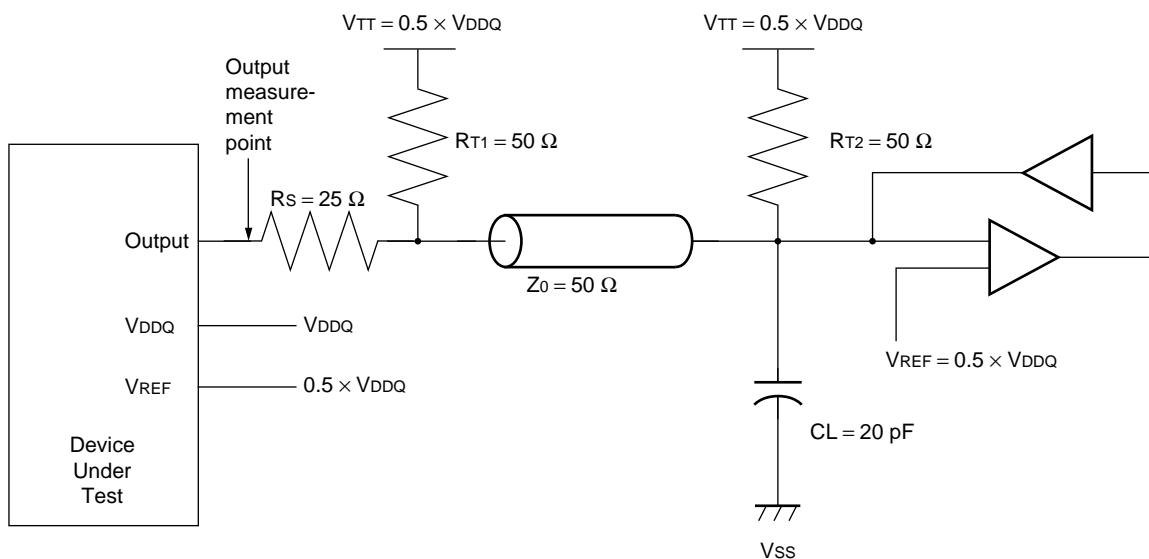 VTT = 0.5 × VDDQ
VTT = 0.5 × VDDQ
Output
measure-
ment
point
RT1 = 50 Ω
RT2 = 50 Ω
RS = 25 Ω
Output
Z0 = 50 Ω
VDDQ
VDDQ
VREF = 0.5 × VDDQ
VREF
0.5 × VDDQ
CL = 20 pF
Device
Under
Test
VSS